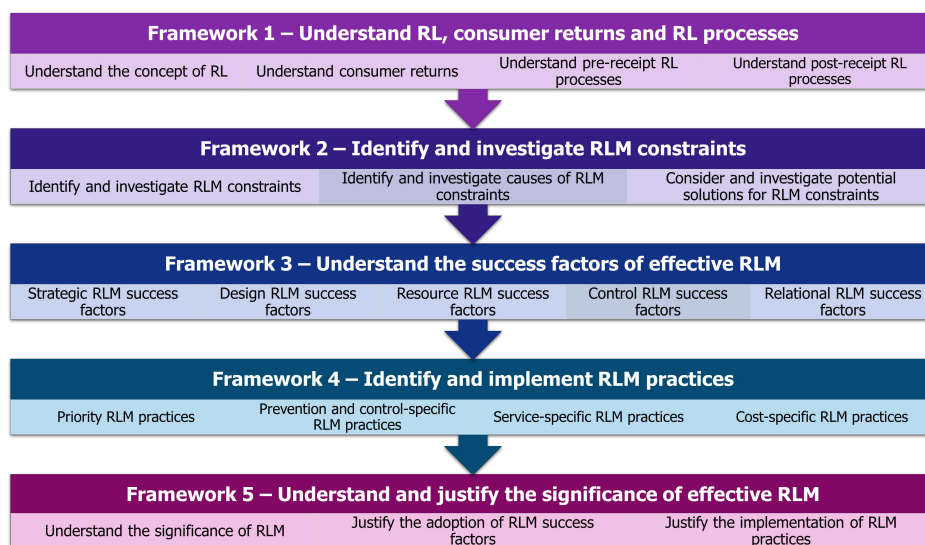 Framework 1 – Understand RL, consumer returns and RL processes
Understand the concept of RL
Understand consumer returns
Understand pre-receipt RL
processes
Understand post-receipt RL
processes
Framework 2 – Identify and investigate RLM constraints
Identify and investigate RLM constraints
Identify and investigate causes of RLM
constraints
Consider and investigate potential
solutions for RLM constraints
Framework 3 – Understand the success factors of effective RLM
Strategic RLM success
factors
Design RLM success
factors
Resource RLM success
factors
Control RLM success
factors
Relational RLM success
factors
Framework 4 – Identify and implement RLM practices
Priority RLM practices
Prevention and control-specific
RLM practices
Service-specific RLM practices
Cost-specific RLM practices
Framework 5 – Understand and justify the significance of effective RLM
Understand the significance of RLM
Justify the adoption of RLM success
factors
Justify the implementation of RLM
practices